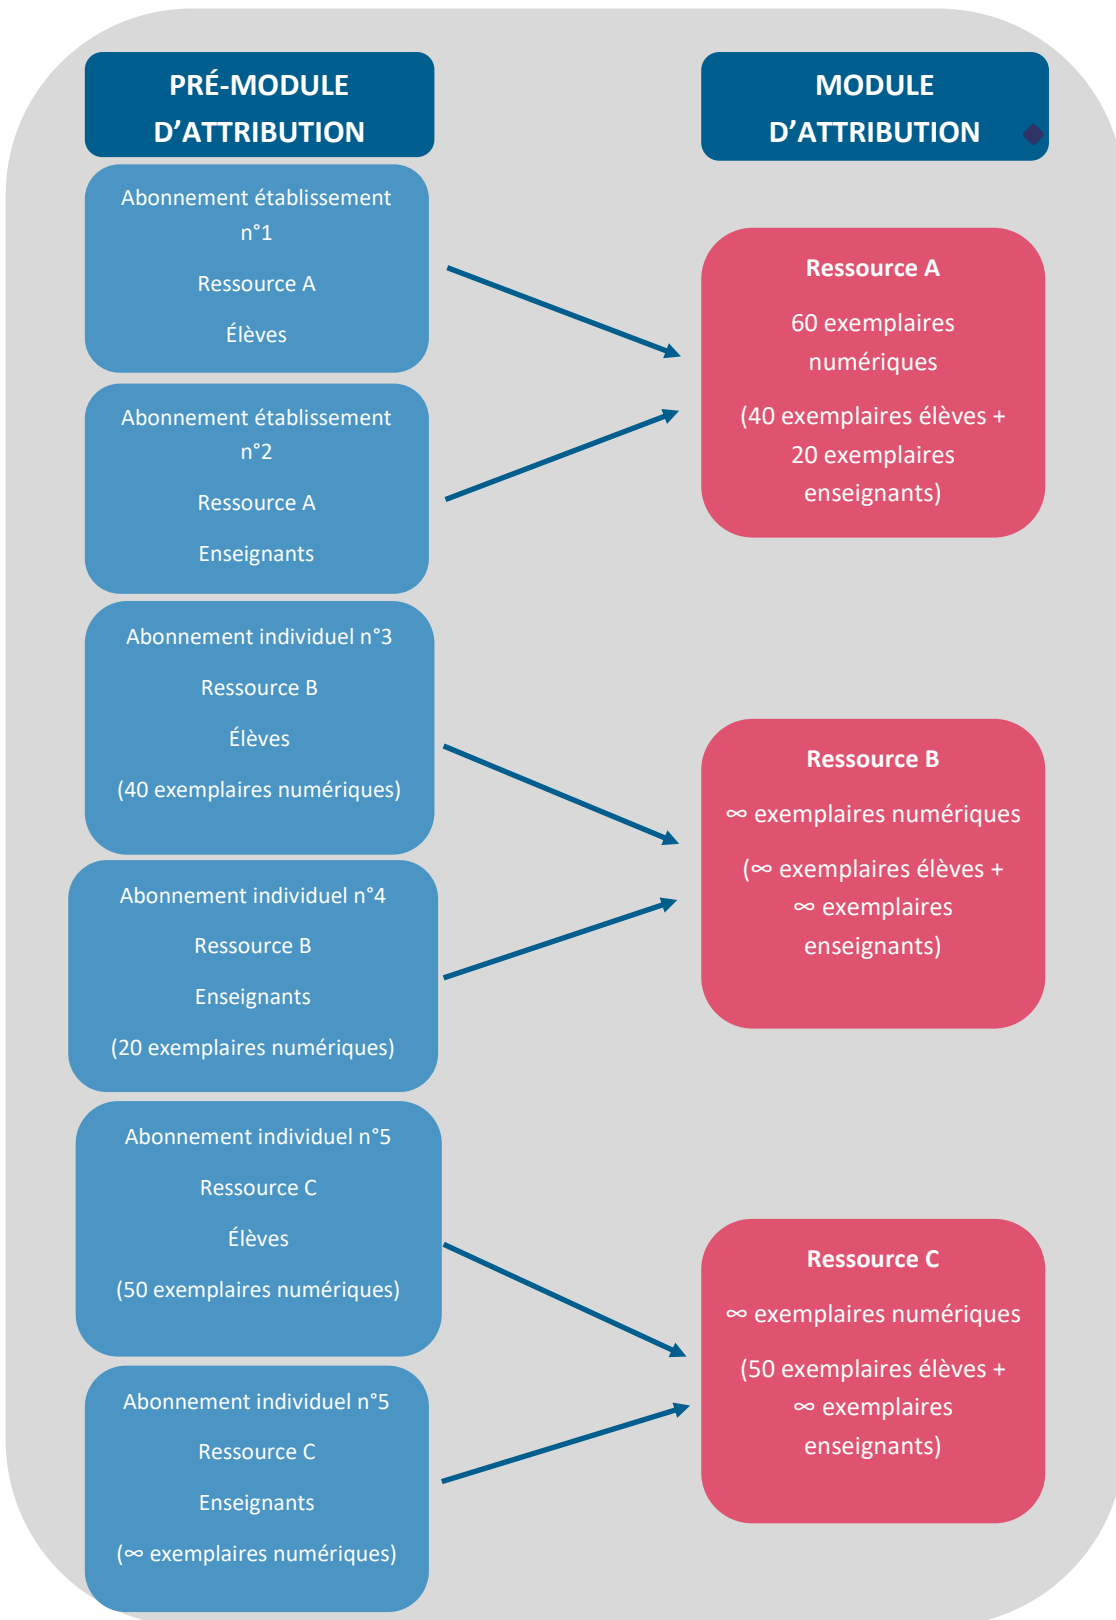 PRÉ-MODULE
D’ATTRIBUTION
Abonnement établissement
n°1
Ressource A
Élèves
Abonnement établissement
n°2
Ressource A
Enseignants
Abonnement individuel n°3
Ressource B
Élèves
(40 exemplaires numériques)
Abonnement individuel n°4
Ressource B
Enseignants
(20 exemplaires numériques)
Abonnement individuel n°5
Ressource C
Élèves
(50 exemplaires numériques)
Abonnement individuel n°5
Ressource C
Enseignants
(∞ exemplaires numériques)
MODULE
D’ATTRIBUTION
Ressource A
60 exemplaires
numériques
(40 exemplaires élèves +
20 exemplaires
enseignants)
Ressource B
∞ exemplaires numériques
(∞ exemplaires élèves +
∞ exemplaires
enseignants)
Ressource C
∞ exemplaires numériques
(50 exemplaires élèves +
∞ exemplaires
enseignants)